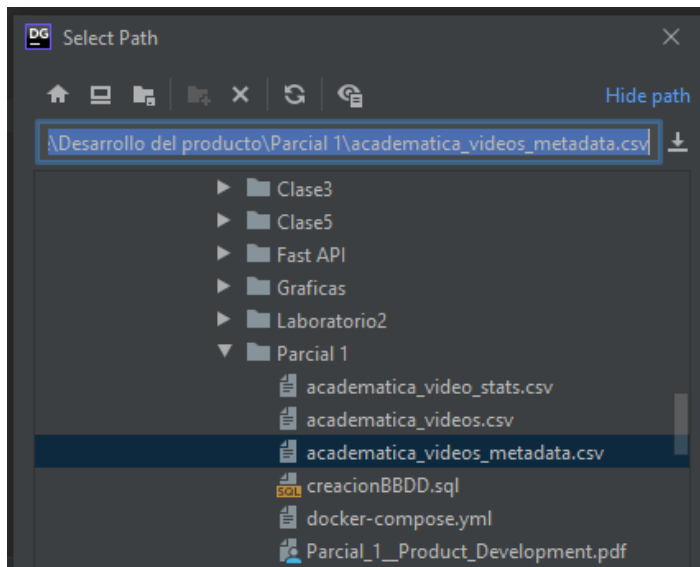 DG
Select Path
Hide path
\Desarrollo del producto\Parcial 1\academatica_videos_metadata.csv
Clase3
Clase5
Fast API
Graficas
Laboratorio2
Parcial 1
academatica_video_stats.csv
academatica_videos.csv
academatica_videos_metadata.csv
SQL
creacionBBDD.sql
docker-compose.yml
Parcial_1__Product_Development.pdf